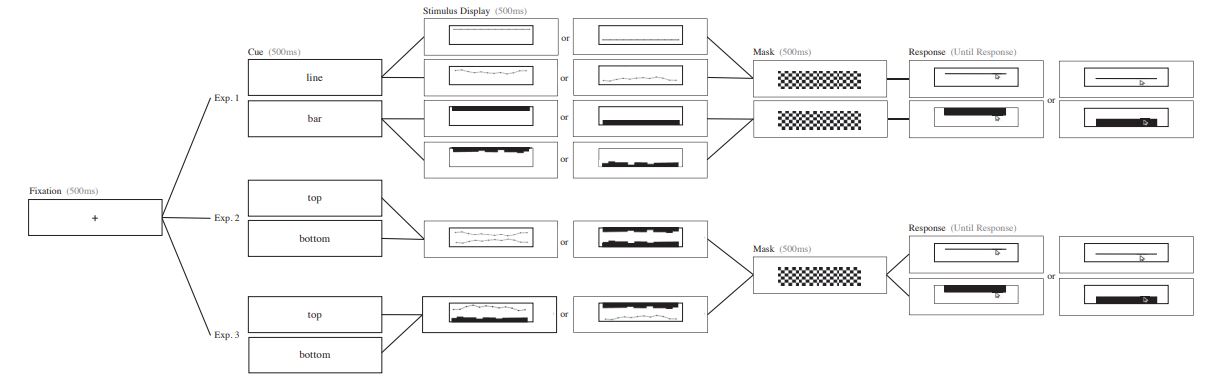 Stimulus Display (500ms)
or
Cue (500ms)
Mask (500ms)
Response (Until Response)
line
or
Exp. 1
or
bar
or
or
Fixation (500ms)
+
top
Exp. 2
bottom
or
Mask (500ms)
Response (Until Response)
or
top
or
Exp. 3
bottom